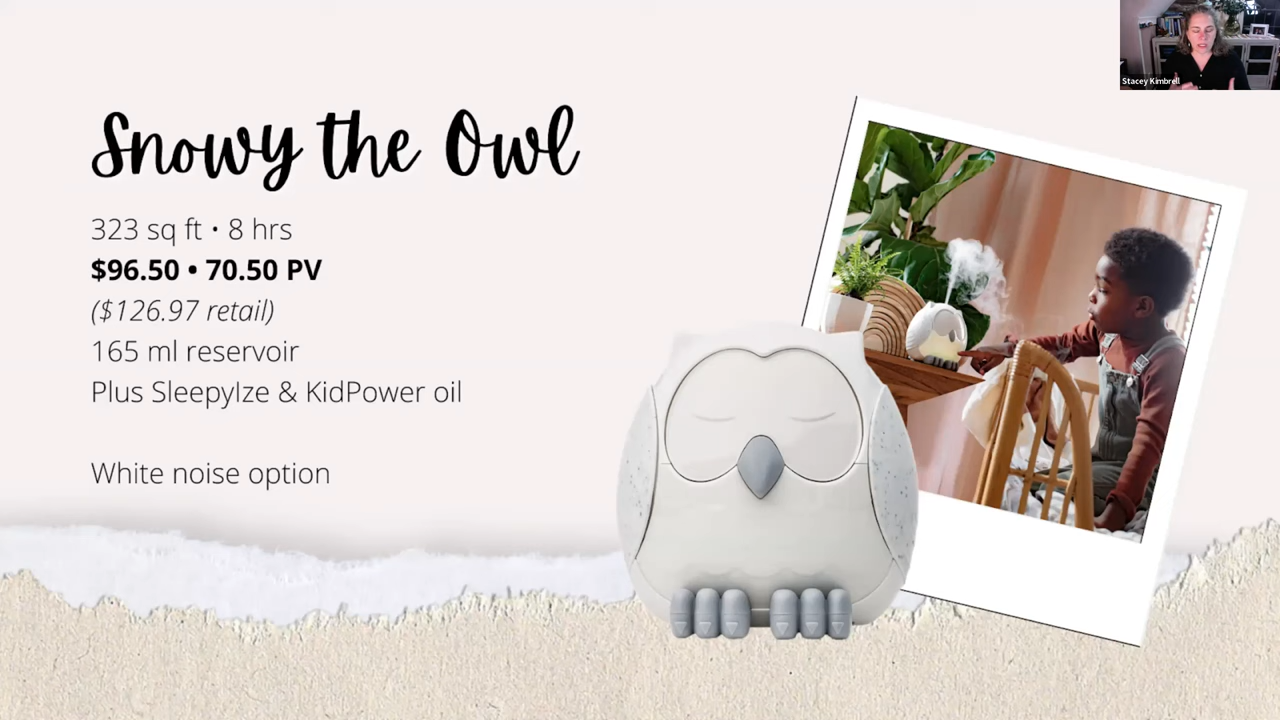 Stacey Kimbrell
Snowy the Owl
323 sq ft • 8 hrs
$96.50 • 70.50 PV
($126.97 retail)
165 ml reservoir
Plus SleepyIze & KidPower oil
White noise option